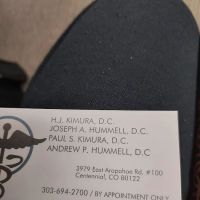 H.J. KIMURA, D.C.
JOSEPH A. HUMMELL, D.C.
PAUL S. KIMURA, D.C.
ANDREW P. HUMMELL, D.C
3979 East Arapahoe Rd. #100
Centennial, CO 80122
303-694-2700 / BY APPOINTMENT ONLY